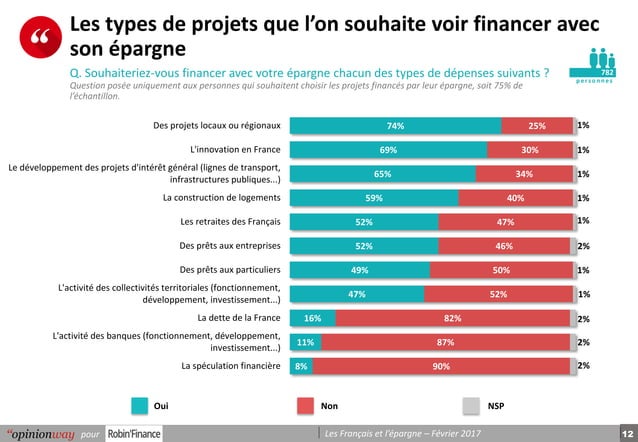 Les types de projets que l’on souhaite voir financer avec
son épargne
Q. Souhaiteriez-vous financer avec votre épargne chacun des types de dépenses suivants ?
Question posée uniquement aux personnes qui souhaitent choisir les projets financés par leur épargne, soit 75% de
l’échantillon.
782
personnes
Des projets locaux ou régionaux 74% 25% 1%
L'innovation en France 69% 30% 1%
Le développement des projets d'intérêt général (lignes de transport,
infrastructures publiques...) 65% 34% 1%
La construction de logements 59% 40% 1%
Les retraites des Français 52% 47% 1%
Des prêts aux entreprises 52% 46% 2%
Des prêts aux particuliers 49% 50% 1%
L'activité des collectivités territoriales (fonctionnement,
développement, investissement...) 47% 52% 1%
La dette de la France 16% 82% 2%
L'activité des banques (fonctionnement, développement,
investissement...) 11% 87% 2%
La spéculation financière 8% 90% 2%
Oui Non NSP
“opinionway pour Robin'Finance Les Français et l’épargne – Février 2017 12